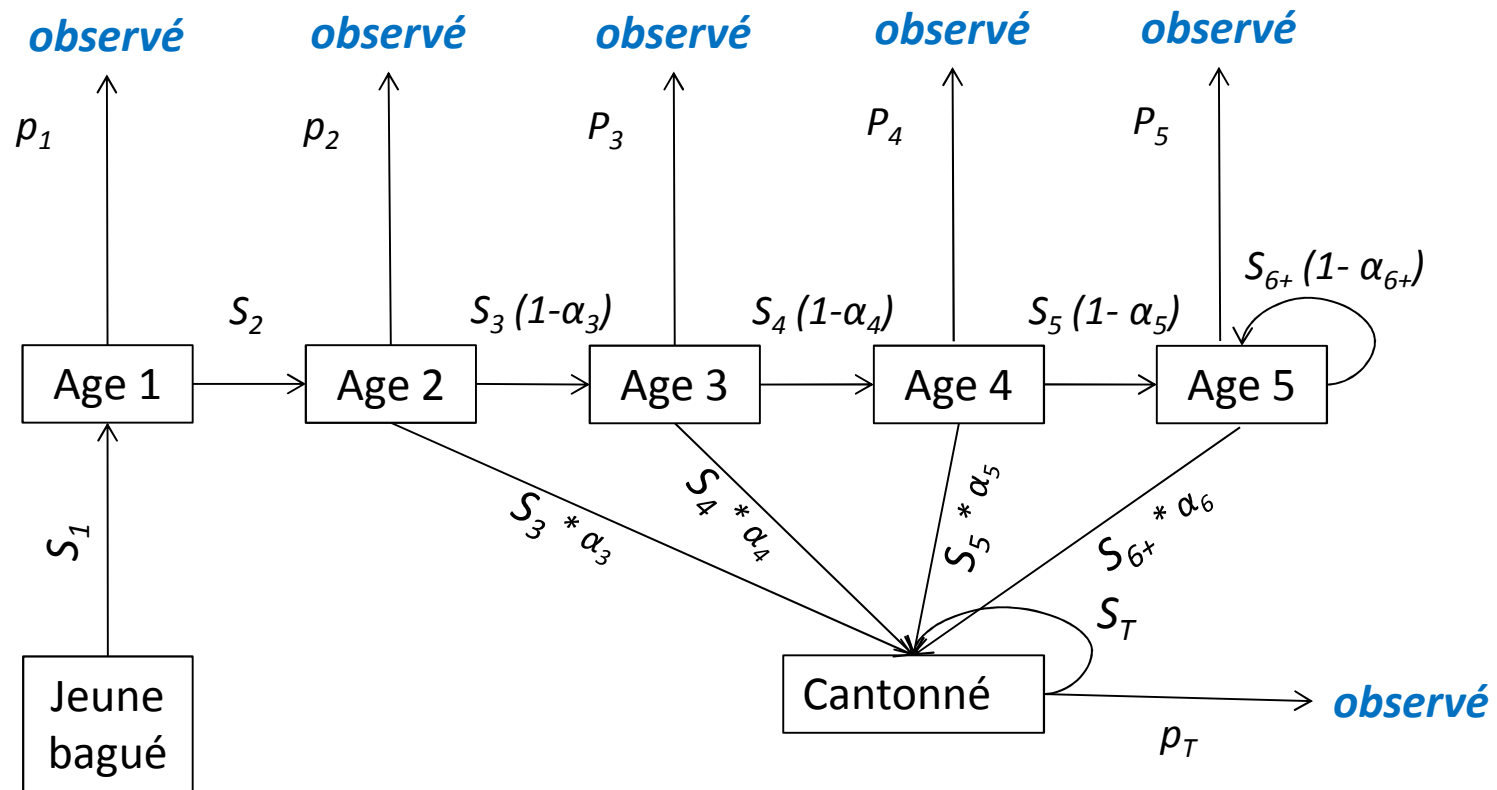 observé observé observé observé observé
p₁ p₂ P₃ P₄ P₅
S₆₊ (1- α₆₊)
S₂ S₃ (1-α₃) S₄ (1-α₄) S₅ (1- α₅)
Age 1 Age 2 Age 3 Age 4 Age 5
S₁ S₃ * α₃ S₄ * α₄ S₅ * α₅ S₆₊ * α₆
S_T
Jeune
bagué
Cantonné
observé
p_T